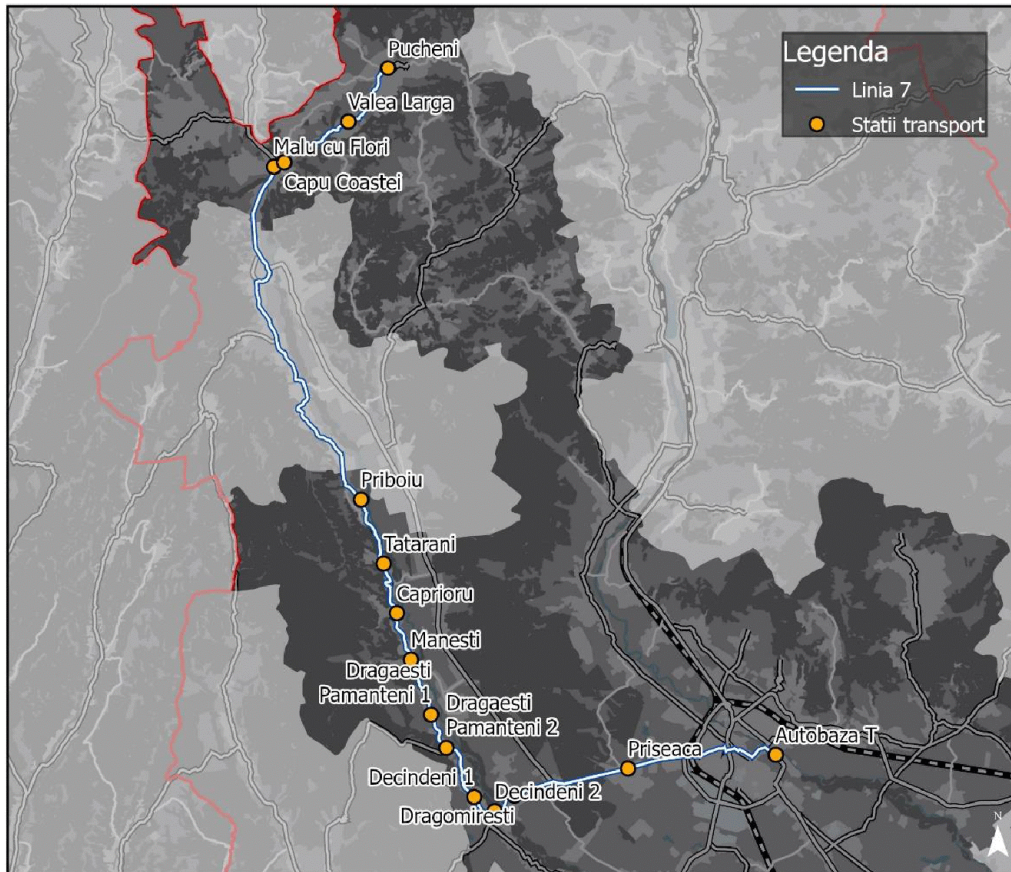 Pucheni
Legenda
Linia 7
Valea Larga
Statii transport
Malu cu Flori
Capu Coastei
Priboiu
Tatarani
Caprioru
Manesti
Dragaesti
Pamanteni 1
Dragaesti
Pamanteni 2
Priseaca
Autobaza T
Decindeni 1
Decindeni 2
Dragomiresti
N